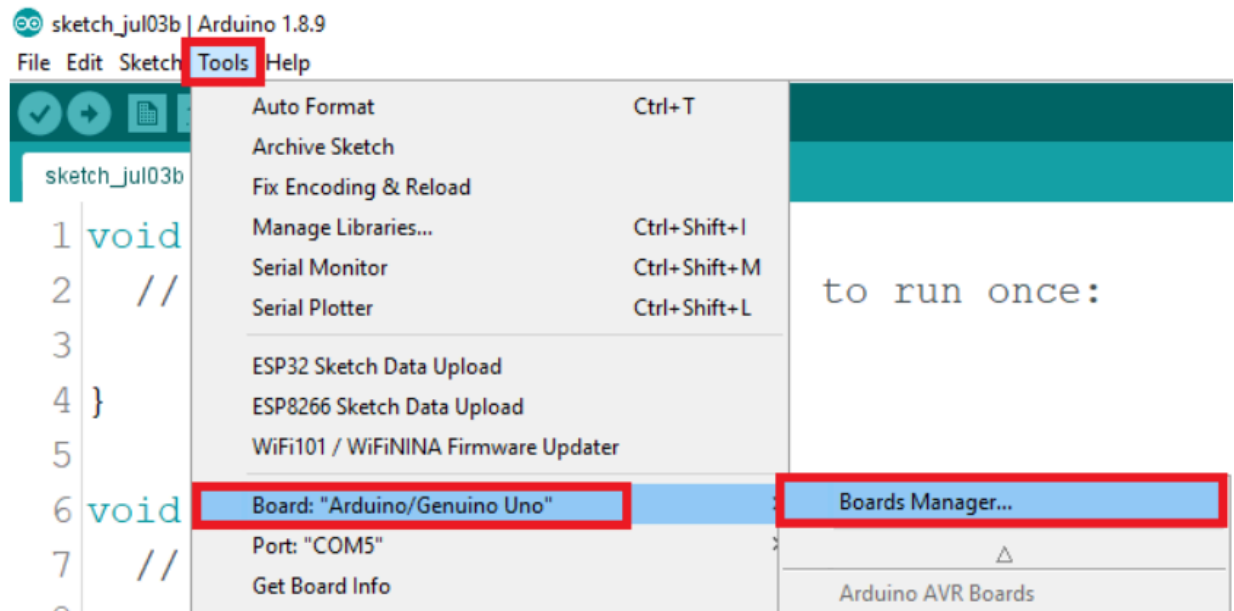 sketch_jul03b | Arduino 1.8.9
File Edit Sketch Tools Help
Auto Format Ctrl+T
Archive Sketch
sketch_jul03b
Fix Encoding & Reload
1 void
Manage Libraries... Ctrl+Shift+I
Serial Monitor Ctrl+Shift+M
2 // to run once:
Serial Plotter Ctrl+Shift+L
3
ESP32 Sketch Data Upload
4 }
ESP8266 Sketch Data Upload
WiFi101 / WiFiNINA Firmware Updater
5
6 void
Board: "Arduino/Genuino Uno" Boards Manager...
Port: "COM5"
7 //
Get Board Info
Arduino AVR Boards